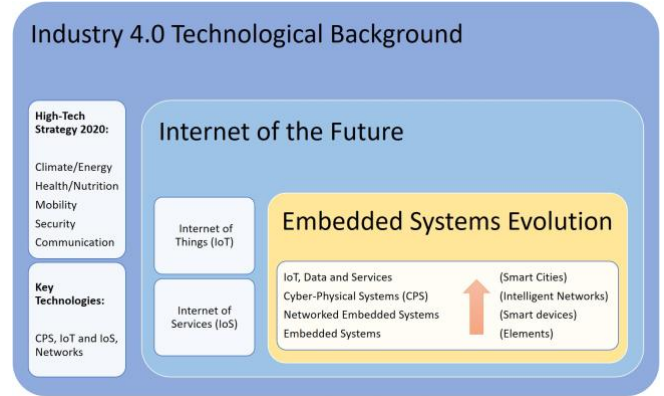 Industry 4.0 Technological Background
High-Tech
Strategy 2020:
Climate/Energy
Health/Nutrition
Mobility
Security
Communication
Key
Technologies:
CPS, IoT and IoS,
Networks
Internet of the Future
Internet of
Things (IoT)
Internet of
Services (IoS)
Embedded Systems Evolution
IoT, Data and Services
Cyber-Physical Systems (CPS)
Networked Embedded Systems
Embedded Systems
(Smart Cities)
(Intelligent Networks)
(Smart devices)
(Elements)